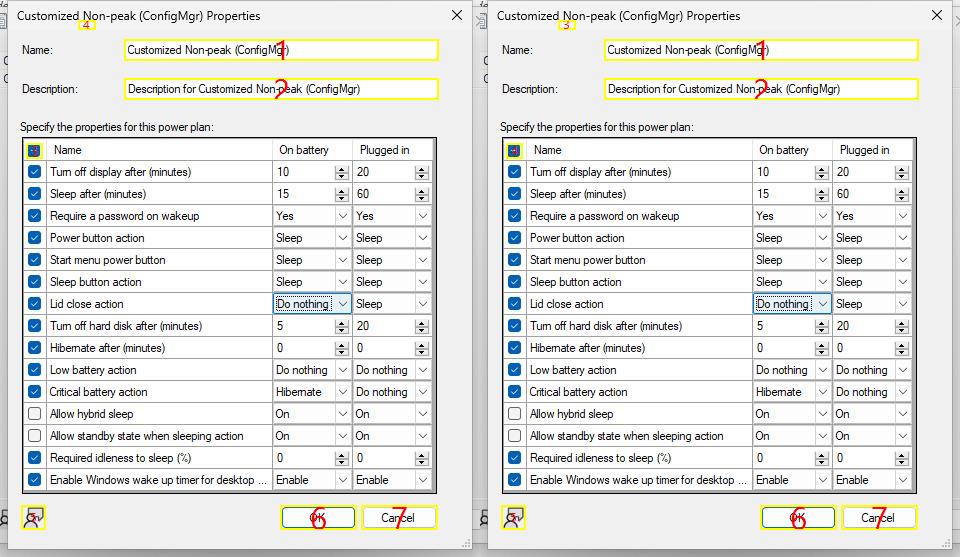 Customized Non-peak (ConfigMgr) Properties
4
Name: Customized Non-peak (ConfigMgr)
1
Description: Description for Customized Non-peak (ConfigMgr)
2
Specify the properties for this power plan:
Name On battery Plugged in
Turn off display after (minutes) 10 20
Sleep after (minutes) 15 60
Require a password on wakeup Yes Yes
Power button action Sleep Sleep
Start menu power button Sleep Sleep
Sleep button action Sleep Sleep
Lid close action Do nothing Sleep
Turn off hard disk after (minutes) 5 20
Hibernate after (minutes) 0 0
Low battery action Do nothing Do nothing
Critical battery action Hibernate Do nothing
Allow hybrid sleep On On
Allow standby state when sleeping action On On
Required idleness to sleep (%) 0 0
Enable Windows wake up timer for desktop ... Enable Enable
OK Cancel
6 7
Customized Non-peak (ConfigMgr) Properties
3
Name: Customized Non-peak (ConfigMgr)
1
Description: Description for Customized Non-peak (ConfigMgr)
2
Specify the properties for this power plan:
Name On battery Plugged in
Turn off display after (minutes) 10 20
Sleep after (minutes) 15 60
Require a password on wakeup Yes Yes
Power button action Sleep Sleep
Start menu power button Sleep Sleep
Sleep button action Sleep Sleep
Lid close action Do nothing Sleep
Turn off hard disk after (minutes) 5 20
Hibernate after (minutes) 0 0
Low battery action Do nothing Do nothing
Critical battery action Hibernate Do nothing
Allow hybrid sleep On On
Allow standby state when sleeping action On On
Required idleness to sleep (%) 0 0
Enable Windows wake up timer for desktop ... Enable Enable
OK Cancel
6 7